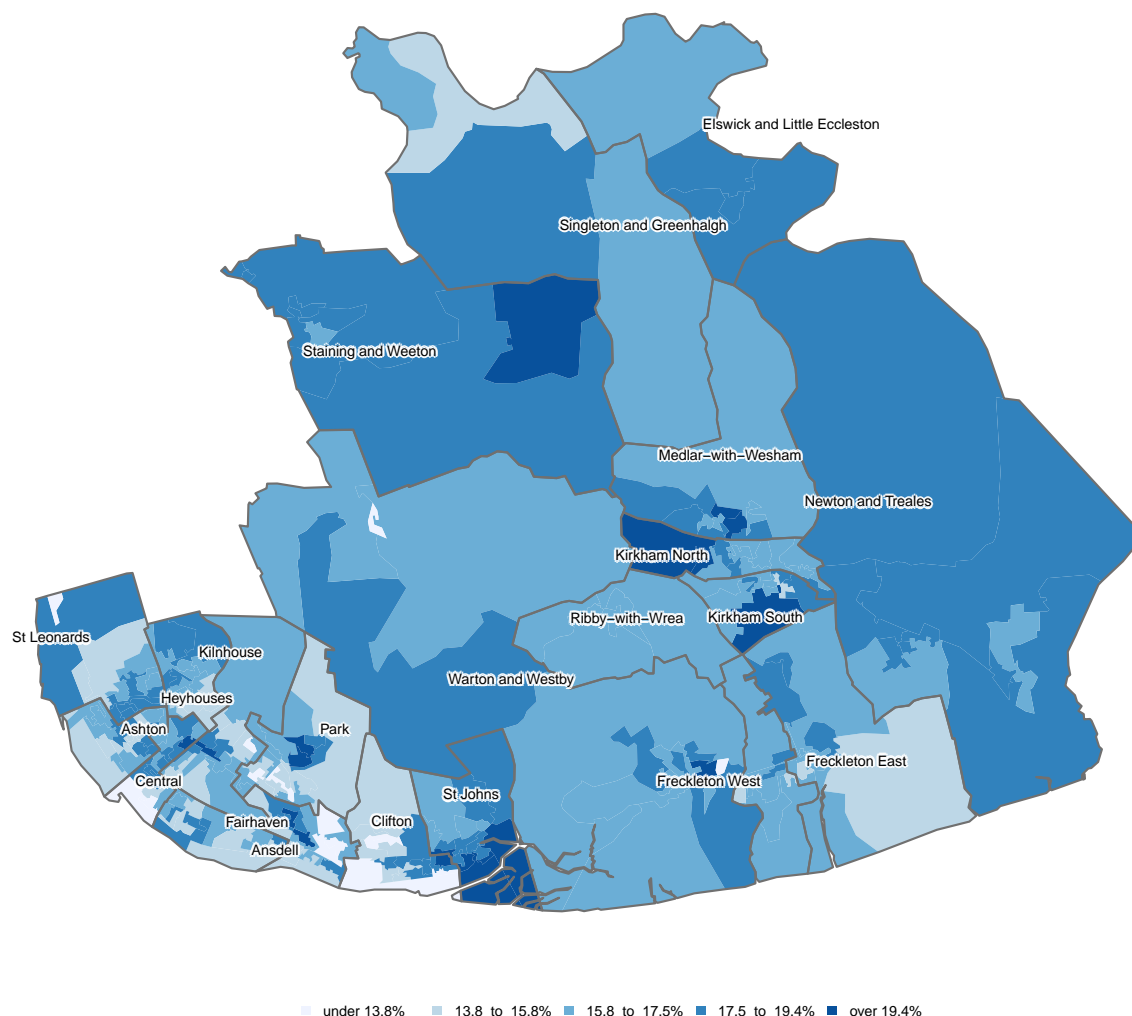 Elswick and Little Eccleston
Singleton and Greenhalgh
Staining and Weeton
Medlar−with−Wesham
Newton and Treales
Kirkham North
Ribby−with−Wrea
Kirkham South
St Leonards
Kilnhouse
Warton and Westby
Heyhouses
Ashton
Park
Freckleton East
Central
Freckleton West
St Johns
Fairhaven
Clifton
Ansdell
under 13.8%
13.8 to 15.8%
15.8 to 17.5%
17.5 to 19.4%
over 19.4%